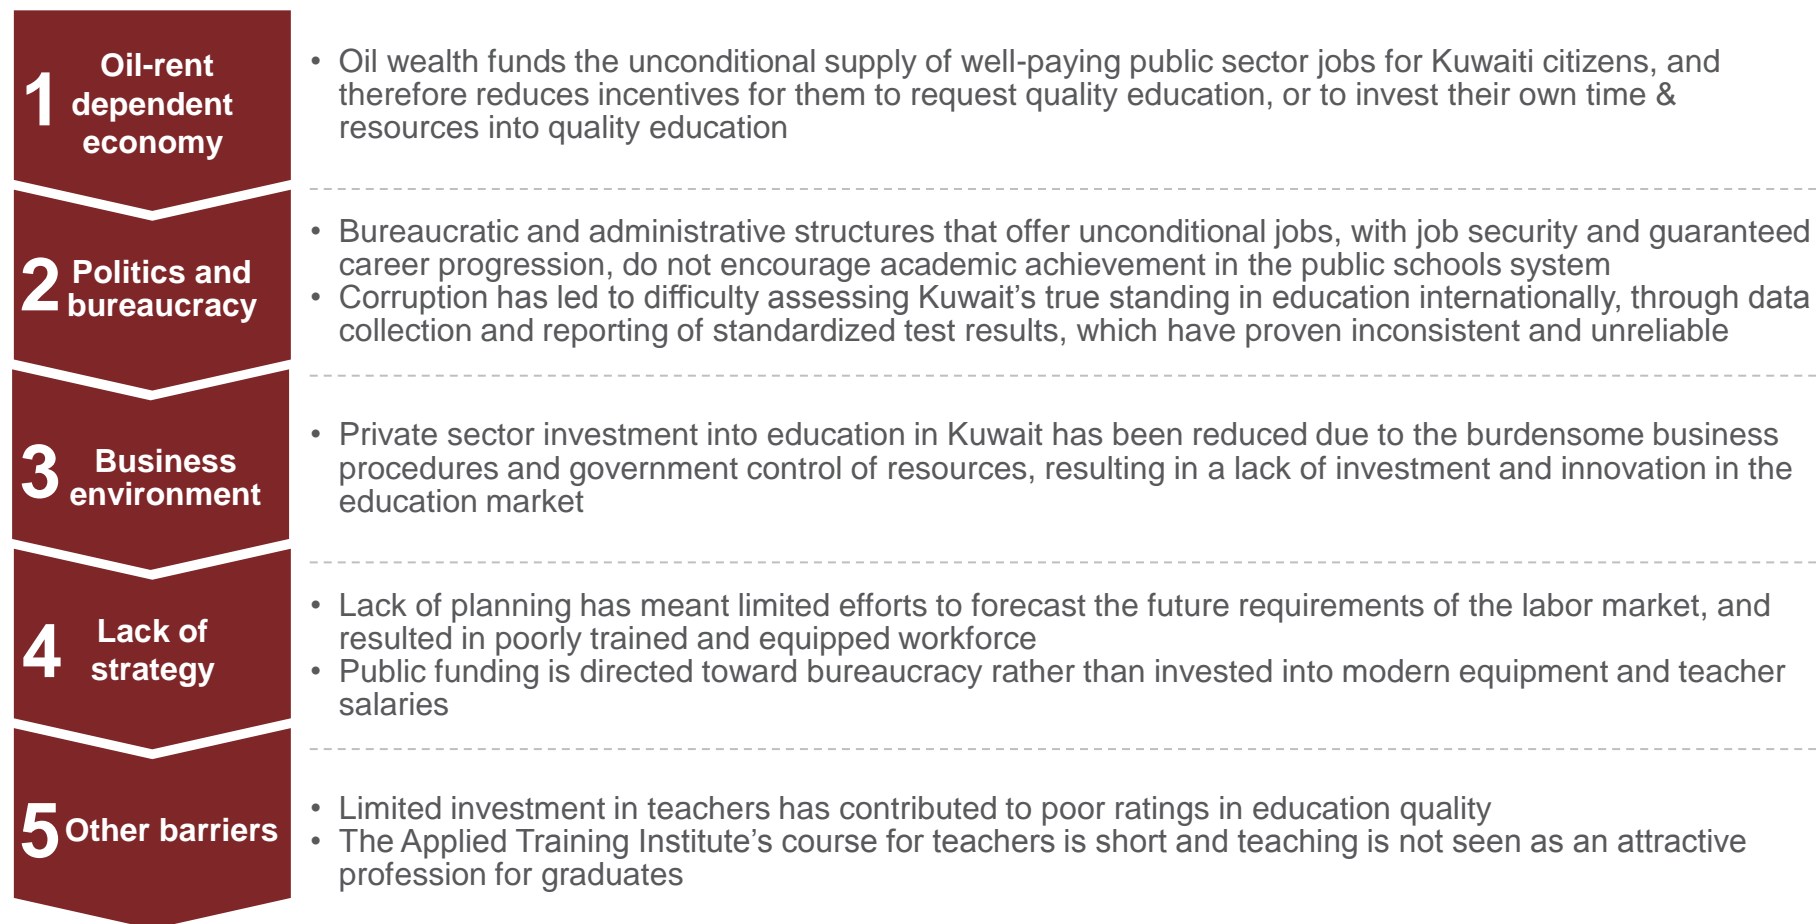 1
Oil-rent
dependent
economy
• Oil wealth funds the unconditional supply of well-paying public sector jobs for Kuwaiti citizens, and
therefore reduces incentives for them to request quality education, or to invest their own time &
resources into quality education
2
Politics and
bureaucracy
• Bureaucratic and administrative structures that offer unconditional jobs, with job security and guaranteed
career progression, do not encourage academic achievement in the public schools system
• Corruption has led to difficulty assessing Kuwait’s true standing in education internationally, through data
collection and reporting of standardized test results, which have proven inconsistent and unreliable
3
Business
environment
• Private sector investment into education in Kuwait has been reduced due to the burdensome business
procedures and government control of resources, resulting in a lack of investment and innovation in the
education market
4
Lack of
strategy
• Lack of planning has meant limited efforts to forecast the future requirements of the labor market, and
resulted in poorly trained and equipped workforce
• Public funding is directed toward bureaucracy rather than invested into modern equipment and teacher
salaries
5
Other barriers
• Limited investment in teachers has contributed to poor ratings in education quality
• The Applied Training Institute’s course for teachers is short and teaching is not seen as an attractive
profession for graduates